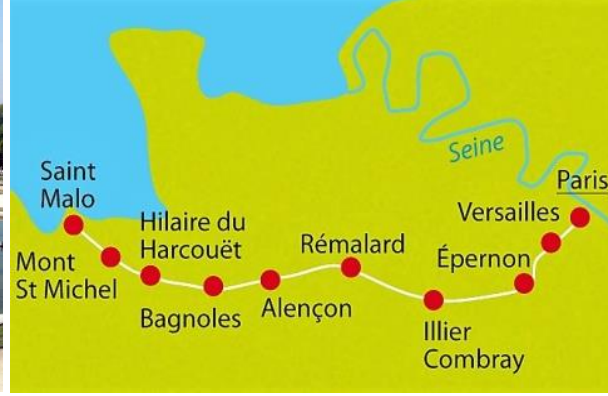 Seine
Paris
Saint
Malo
Versailles
Hilaire du
Harcouët
Rémalard
Épernon
Mont
St Michel
Bagnoles
Alençon
Illier
Combray